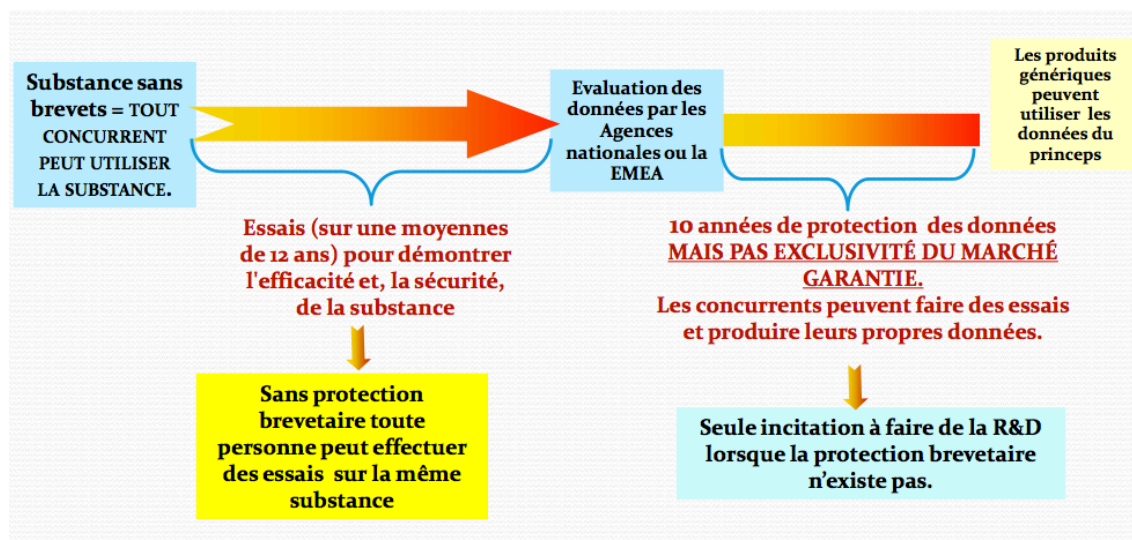 Substance sans
brevets = TOUT
CONCURRENT
PEUT UTILISER
LA SUBSTANCE.
Evaluation des
données par les
Agences
nationales ou la
EMEA
Les produits
génériques
peuvent
utiliser les
données du
princeps
Essais (sur une moyennes
de 12 ans) pour démontrer
l'efficacité et, la sécurité,
de la substance
10 années de protection des données
MAIS PAS EXCLUSIVITÉ DU MARCHÉ
GARANTIE.
Les concurrents peuvent faire des essais
et produire leurs propres données.
Sans protection
brevetaire toute
personne peut effectuer
des essais sur la même
substance
Seule incitation à faire de la R&D
lorsque la protection brevetaire
n’existe pas.